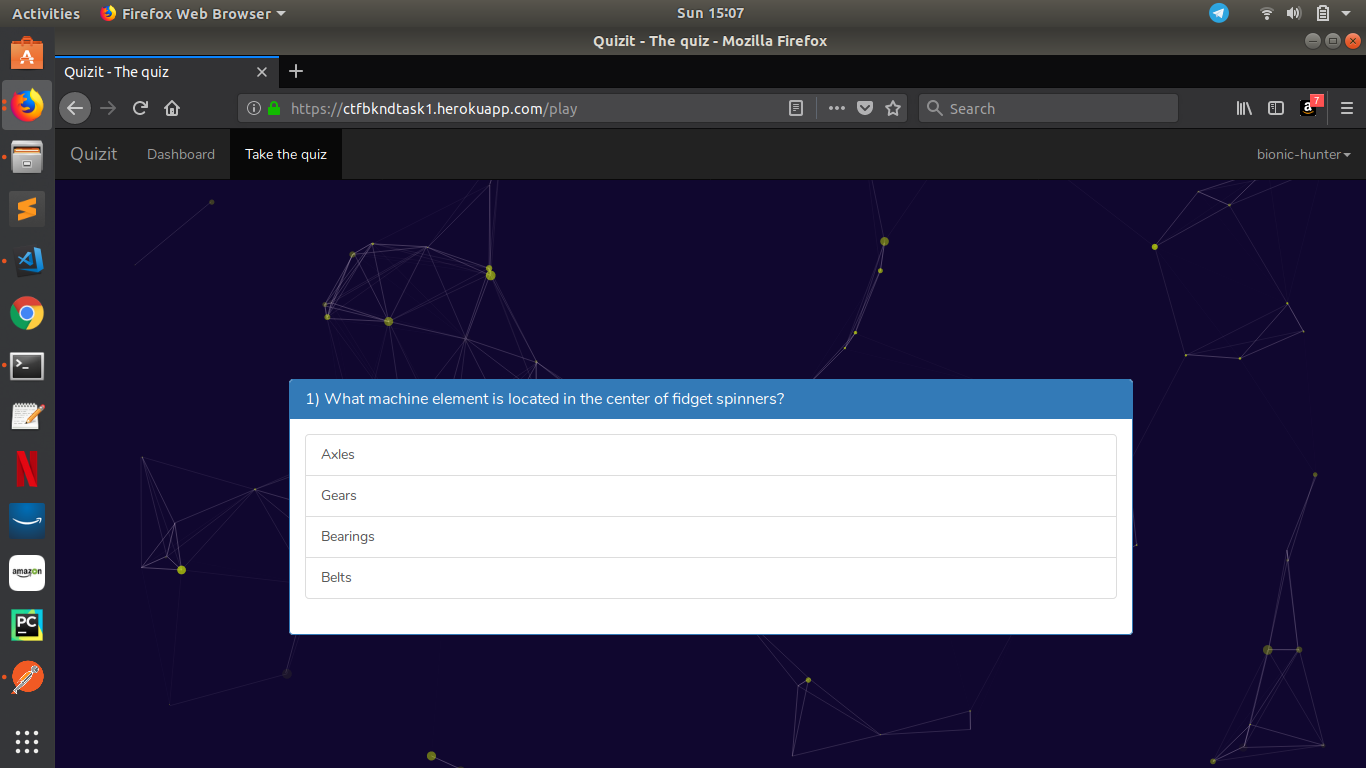 Activities Firefox Web Browser Sun 15:07
Quizit - The quiz - Mozilla Firefox
Quizit - The quiz
https://ctfbkndtask1.herokuapp.com/play Search 7
Quizit Dashboard Take the quiz bionic-hunter
1) What machine element is located in the center of fidget spinners?
Axles
Gears
Bearings
Belts
amazon
PC